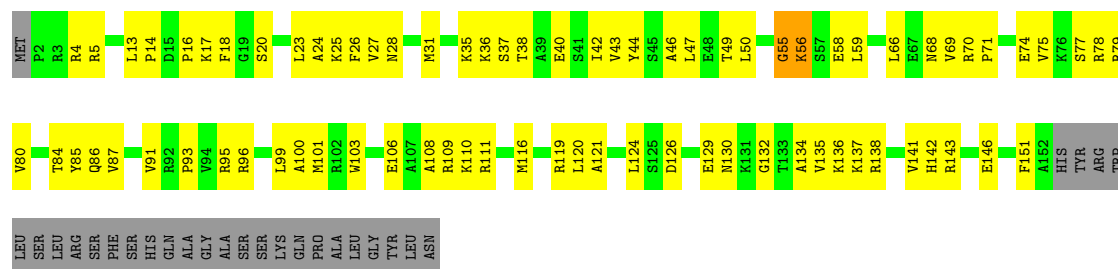 MET P2 R3 R4 R5 L13 P14 D15 P16 K17 F18 G19 S20 L23 A24 K25 F26 V27 N28 M31 K35 K36 S37 T38 A39 E40 S41 I42 V43 Y44 S45 A46 L47 E48 T49 L50 G55 K56 S57 E58 L59 L66 E67 N68 V69 R70 P71 E74 V75 K76 S77 R78 R79
V80 T84 Y85 Q86 V87 V91 R92 P93 V94 R95 R96 L99 A100 M101 R102 W103 E106 A107 A108 R109 K110 R111 M116 R119 L120 A121 L124 S125 D126 E129 N130 K131 G132 T133 A134 V135 K136 K137 R138 V141 H142 R143 E146 F151 A152 HIS TYR ARG TRP
LEU SER LEU ARG SER PHE SER HIS GLN ALA GLY ALA SER SER LYS GLN PRO ALA LEU GLY TYR LEU ASN